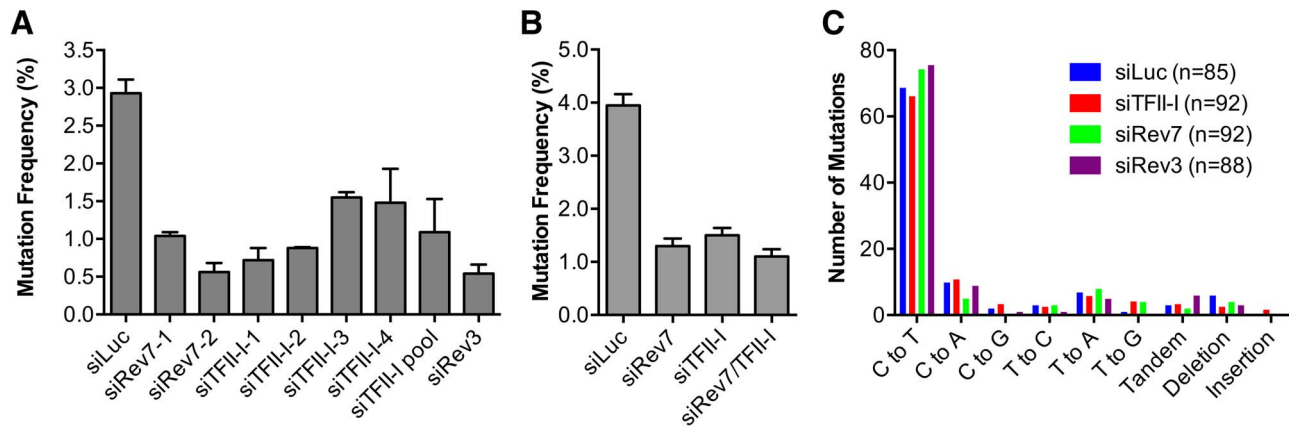 A
Mutation Frequency (%)
3.5
3.0
2.5
2.0
1.5
1.0
0.5
0.0
siLuc
siRev7-1
siRev7-2
siTFII-I-1
siTFII-I-2
siTFII-I-3
siTFII-I-4
siTFII-I pool
siRev3
B
Mutation Frequency (%)
5.0
4.0
3.0
2.0
1.0
0.0
siLuc
siRev7
siTFII-I
siRev7/TFII-I
C
Number of Mutations
80
60
40
20
0
siLuc (n=85)
siTFII-I (n=92)
siRev7 (n=92)
siRev3 (n=88)
C to T
C to A
C to G
T to C
T to A
T to G
Tandem
Deletion
Insertion